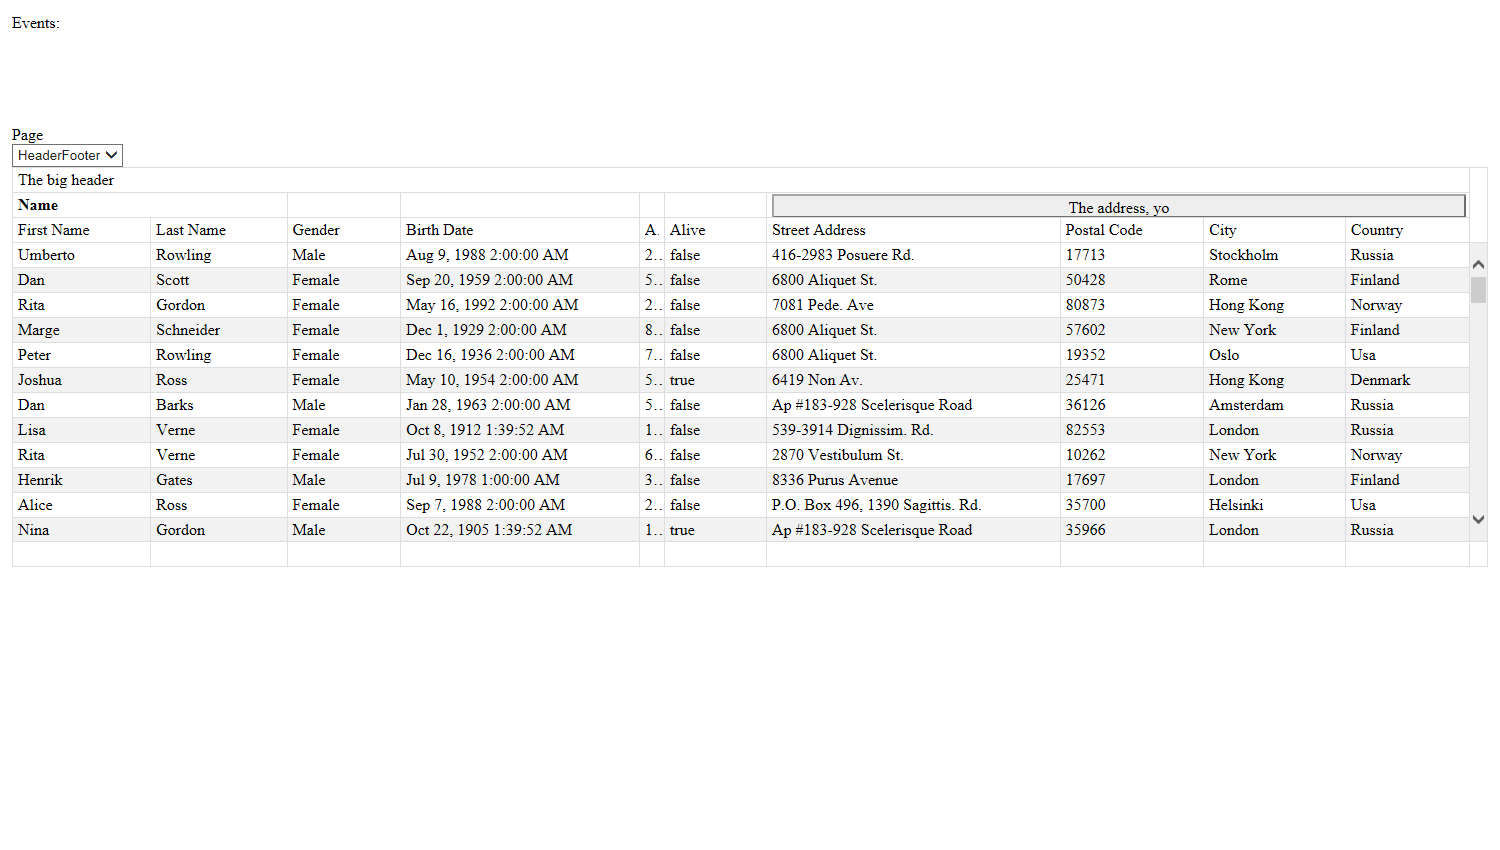 Events:
Page
HeaderFooter
The big header
Name The address, yo
First Name Last Name Gender Birth Date A. Alive Street Address Postal Code City Country
Umberto Rowling Male Aug 9, 1988 2:00:00 AM 2.. false 416-2983 Posuere Rd. 17713 Stockholm Russia
Dan Scott Female Sep 20, 1959 2:00:00 AM 5.. false 6800 Aliquet St. 50428 Rome Finland
Rita Gordon Female May 16, 1992 2:00:00 AM 2.. false 7081 Pede. Ave 80873 Hong Kong Norway
Marge Schneider Female Dec 1, 1929 2:00:00 AM 8.. false 6800 Aliquet St. 57602 New York Finland
Peter Rowling Female Dec 16, 1936 2:00:00 AM 7.. false 6800 Aliquet St. 19352 Oslo Usa
Joshua Ross Female May 10, 1954 2:00:00 AM 5.. true 6419 Non Av. 25471 Hong Kong Denmark
Dan Barks Male Jan 28, 1963 2:00:00 AM 5.. false Ap #183-928 Scelerisque Road 36126 Amsterdam Russia
Lisa Verne Female Oct 8, 1912 1:39:52 AM 1.. false 539-3914 Dignissim. Rd. 82553 London Russia
Rita Verne Female Jul 30, 1952 2:00:00 AM 6.. false 2870 Vestibulum St. 10262 New York Norway
Henrik Gates Male Jul 9, 1978 1:00:00 AM 3.. false 8336 Purus Avenue 17697 London Finland
Alice Ross Female Sep 7, 1988 2:00:00 AM 2.. false P.O. Box 496, 1390 Sagittis. Rd. 35700 Helsinki Usa
Nina Gordon Male Oct 22, 1905 1:39:52 AM 1.. true Ap #183-928 Scelerisque Road 35966 London Russia